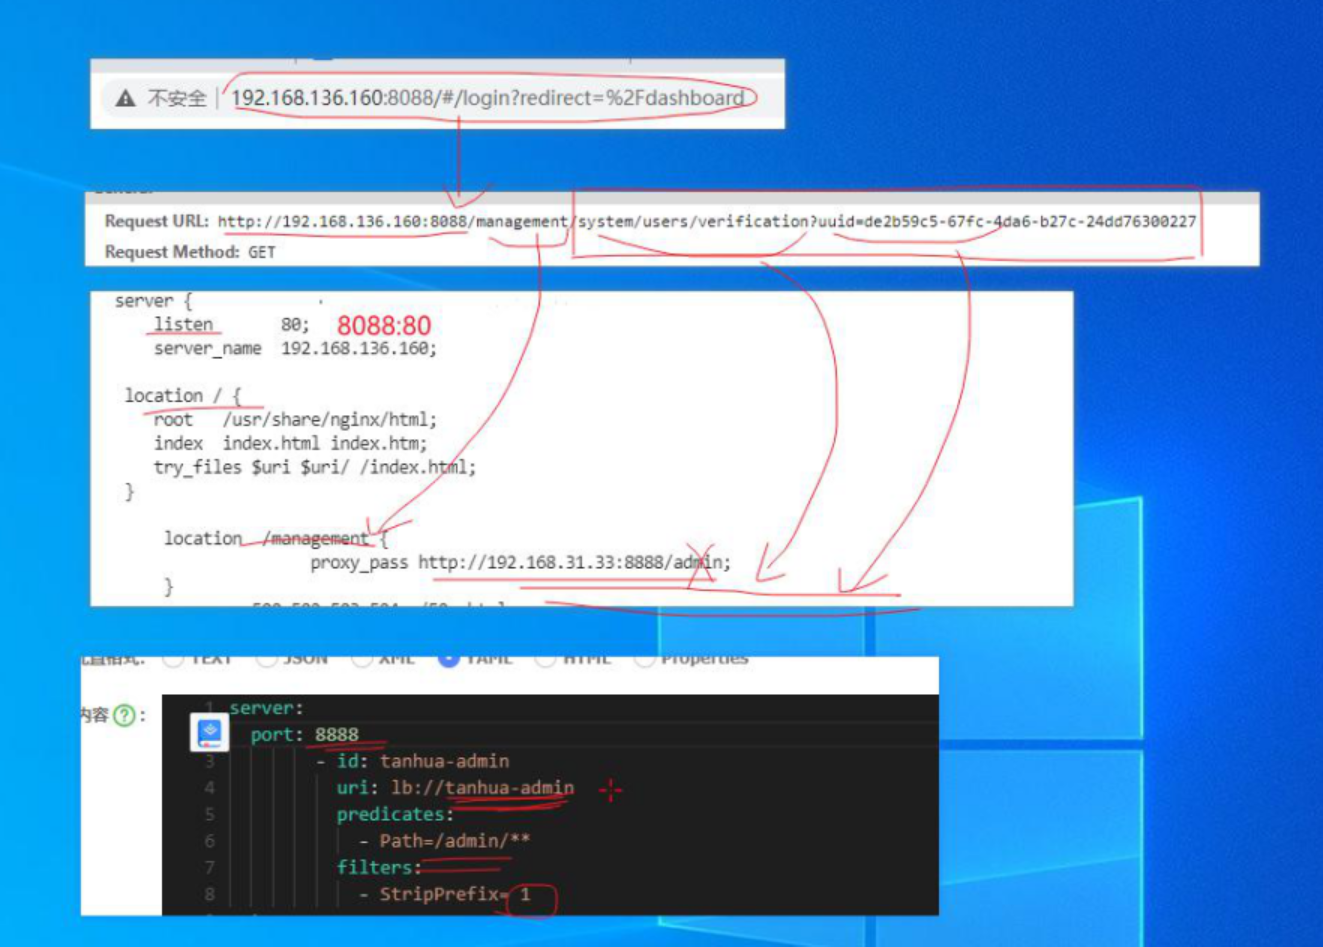 不安全 | 192.168.136.160:8088/#/login?redirect=%2Fdashboard
Request URL: http://192.168.136.160:8088/management/system/users/verification?uuid=de2b59c5-67fc-4da6-b27c-24dd76300227
Request Method: GET
server {
listen 80; 8088:80
server_name 192.168.136.160;
location / {
root /usr/share/nginx/html;
index index.html index.htm;
try_files $uri $uri/ /index.html;
}
location /management {
proxy_pass http://192.168.31.33:8888/admin;
}
TEXT JSON XML YAML HTML Properties
内容 ? :
1 server:
port: 8888
3 - id: tanhua-admin
4 uri: lb://tanhua-admin
5 predicates:
6 - Path=/admin/**
7 filters:
8 - StripPrefix= 1